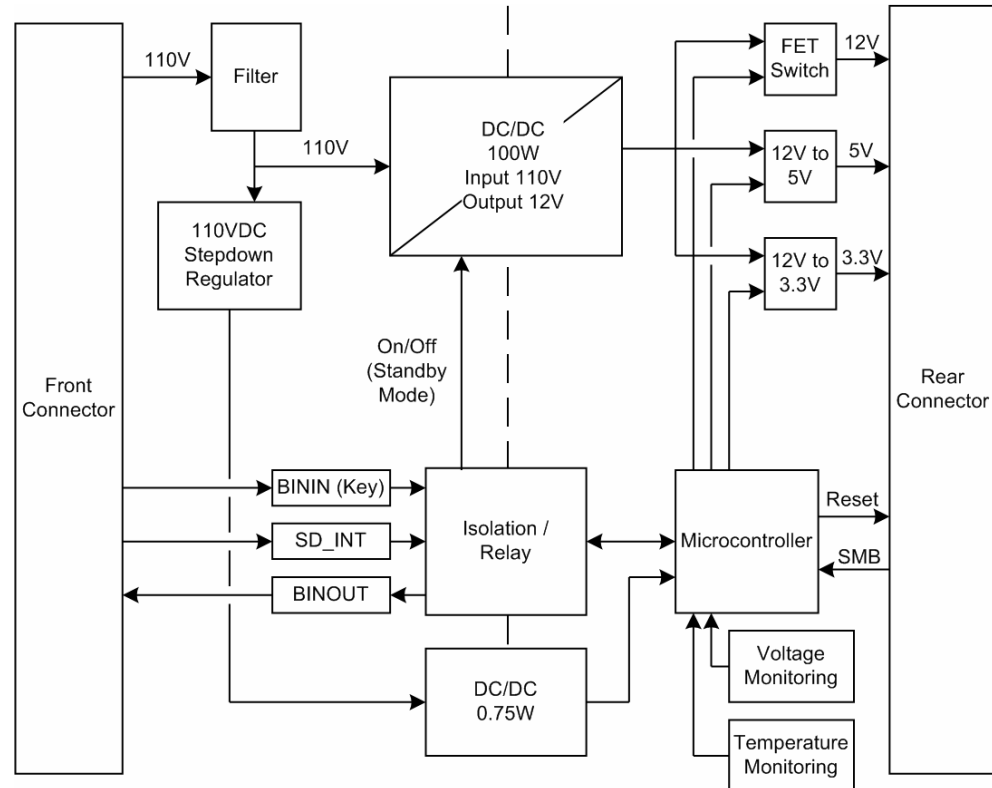 110V
Filter
FET
Switch
12V
DC/DC
100W
Input 110V
Output 12V
110V
12V to
5V
5V
110VDC
Stepdown
Regulator
12V to
3.3V
3.3V
On/Off
(Standby
Mode)
Front
Connector
Rear
Connector
BININ (Key)
SD_INT
BINOUT
Isolation /
Relay
Microcontroller
Reset
SMB
Voltage
Monitoring
DC/DC
0.75W
Temperature
Monitoring